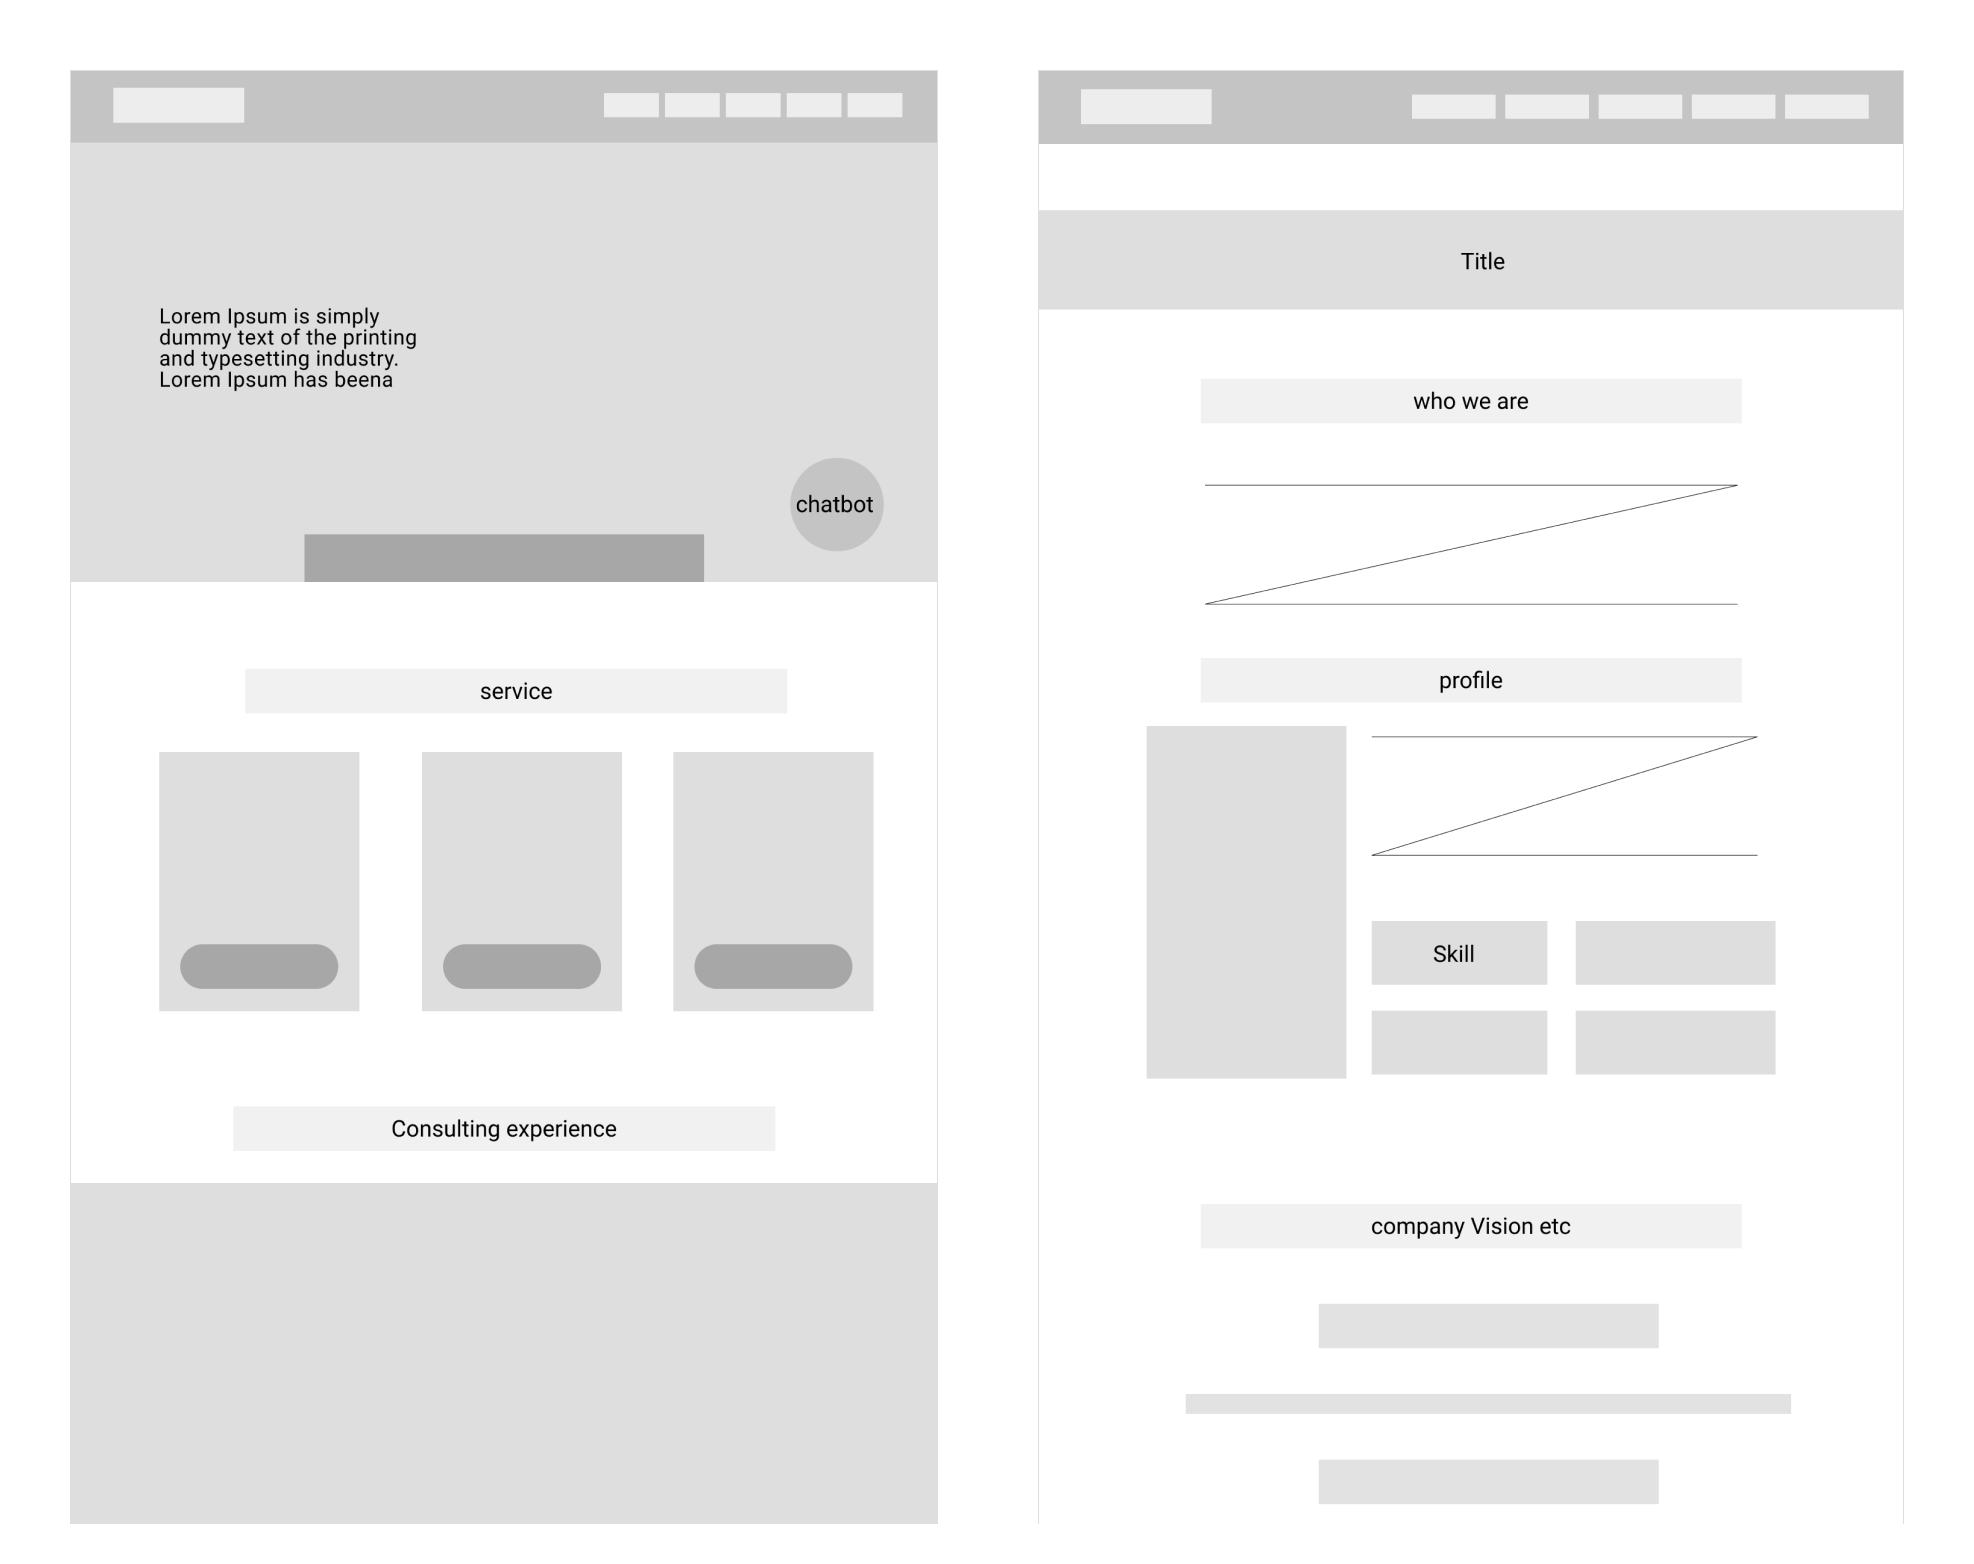 Lorem Ipsum is simply
dummy text of the printing
and typesetting industry.
Lorem Ipsum has beena
chatbot
service
Consulting experience
Title
who we are
profile
Skill
company Vision etc